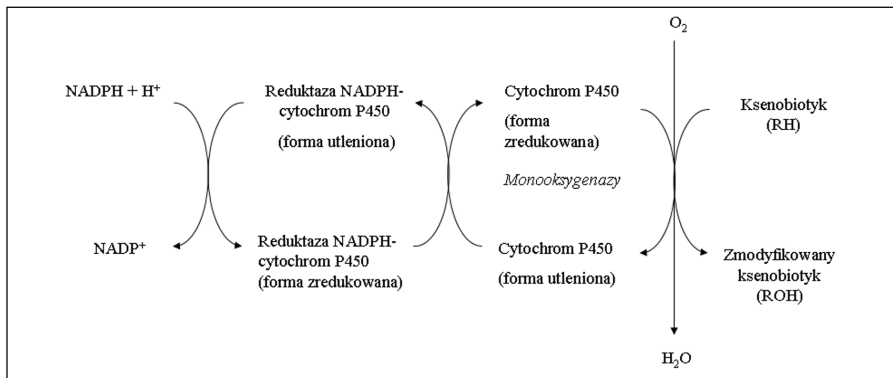 O₂
NADPH + H⁺
Reduktaza NADPH-
cytochrom P450
(forma utleniona)
Cytochrom P450
(forma
zredukowana)
Ksenobiotyk
(RH)
Monooksygenazy
NADP⁺
Reduktaza NADPH-
cytochrom P450
(forma zredukowana)
Cytochrom P450
(forma utleniona)
Zmodyfikowany
ksenobiotyk
(ROH)
H₂O